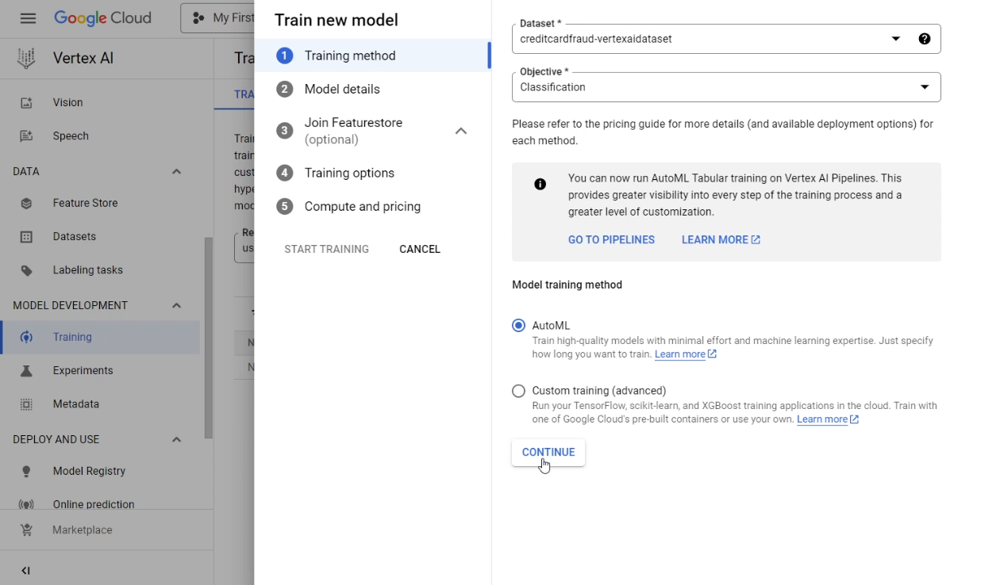 Google Cloud
My First
Vertex AI
Vision
Speech
DATA
Feature Store
Datasets
Labeling tasks
MODEL DEVELOPMENT
Training
Experiments
Metadata
DEPLOY AND USE
Model Registry
Online prediction
Marketplace
Tra
TRA
Train
train
cust
hype
mod
Re
us
N
N
Train new model
1 Training method
2 Model details
3 Join Featurestore
(optional)
4 Training options
5 Compute and pricing
START TRAINING CANCEL
Dataset *
creditcardfraud-vertexaidataset
Objective *
Classification
Please refer to the pricing guide for more details (and available deployment options) for
each method.
You can now run AutoML Tabular training on Vertex AI Pipelines. This
provides greater visibility into every step of the training process and a
greater level of customization.
GO TO PIPELINES LEARN MORE
Model training method
AutoML
Train high-quality models with minimal effort and machine learning expertise. Just specify
how long you want to train. Learn more
Custom training (advanced)
Run your TensorFlow, scikit-learn, and XGBoost training applications in the cloud. Train with
one of Google Cloud's pre-built containers or use your own. Learn more
CONTINUE